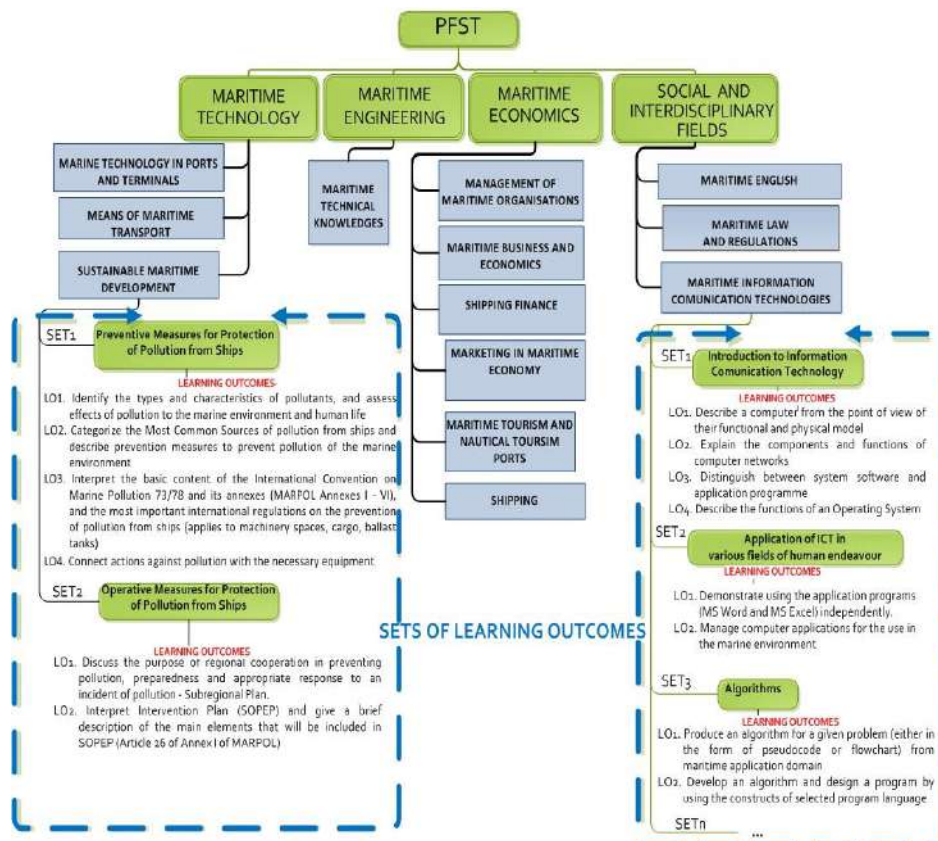 PFST
MARITIME
TECHNOLOGY
MARITIME
ENGINEERING
MARITIME
ECONOMICS
SOCIAL AND
INTERDISCIPLINARY
FIELDS
MARINE TECHNOLOGY IN PORTS
AND TERMINALS
MEANS OF MARITIME
TRANSPORT
SUSTAINABLE MARITIME
DEVELOPMENT
MARITIME
TECHNICAL
KNOWLEDGES
MANAGEMENT OF
MARITIME ORGANISATIONS
MARITIME BUSINESS AND
ECONOMICS
SHIPPING FINANCE
MARKETING IN MARITIME
ECONOMY
MARITIME TOURISM AND
NAUTICAL TOURSIM
PORTS
SHIPPING
MARITIME ENGLISH
MARITIME LAW
AND REGULATIONS
MARITIME INFORMATION
COMUNICATION TECHNOLOGIES
SET1
Preventive Measures for Protection
of Pollution from Ships
LEARNING OUTCOMES
LO1. Identify the types and characteristics of pollutants, and assess
effects of pollution to the marine environment and human life
LO2. Categorize the Most Common Sources of pollution from ships and
describe prevention measures to prevent pollution of the marine
environment
LO3. Interpret the basic content of the International Convention on
Marine Pollution 73/78 and its annexes (MARPOL Annexes I - VI),
and the most important international regulations on the prevention
of pollution from ships (applies to machinery spaces, cargo, ballast
tanks)
LO4. Connect actions against pollution with the necessary equipment
SET2
Operative Measures for Protection
of Pollution from Ships
LEARNING OUTCOMES
LO1. Discuss the purpose of regional cooperation in preventing
pollution, preparedness and appropriate response to an
incident of pollution - Subregional Plan.
LO2. Interpret Intervention Plan (SOPEP) and give a brief
description of the main elements that will be included in
SOPEP (Article 26 of Annex I of MARPOL)
SETS OF LEARNING OUTCOMES
SET1
Introduction to Information
Comunication Technology
LEARNING OUTCOMES
LO1. Describe a computer from the point of view of
their functional and physical model
LO2. Explain the components and functions of
computer networks
LO3. Distinguish between system software and
application programme
LO4. Describe the functions of an Operating System
SET2
Application of ICT in
various fields of human endeavour
LEARNING OUTCOMES
LO1. Demonstrate using the application programs
(MS Word and MS Excel) independently.
LO2. Manage computer applications for the use in
the marine environment
SET3
Algorithms
LEARNING OUTCOMES
LO1. Produce an algorithm for a given problem (either in
the form of pseudocode or flowchart) from
maritime application domain
LO2. Develop an algorithm and design a program by
using the constructs of selected program language
SETn
...